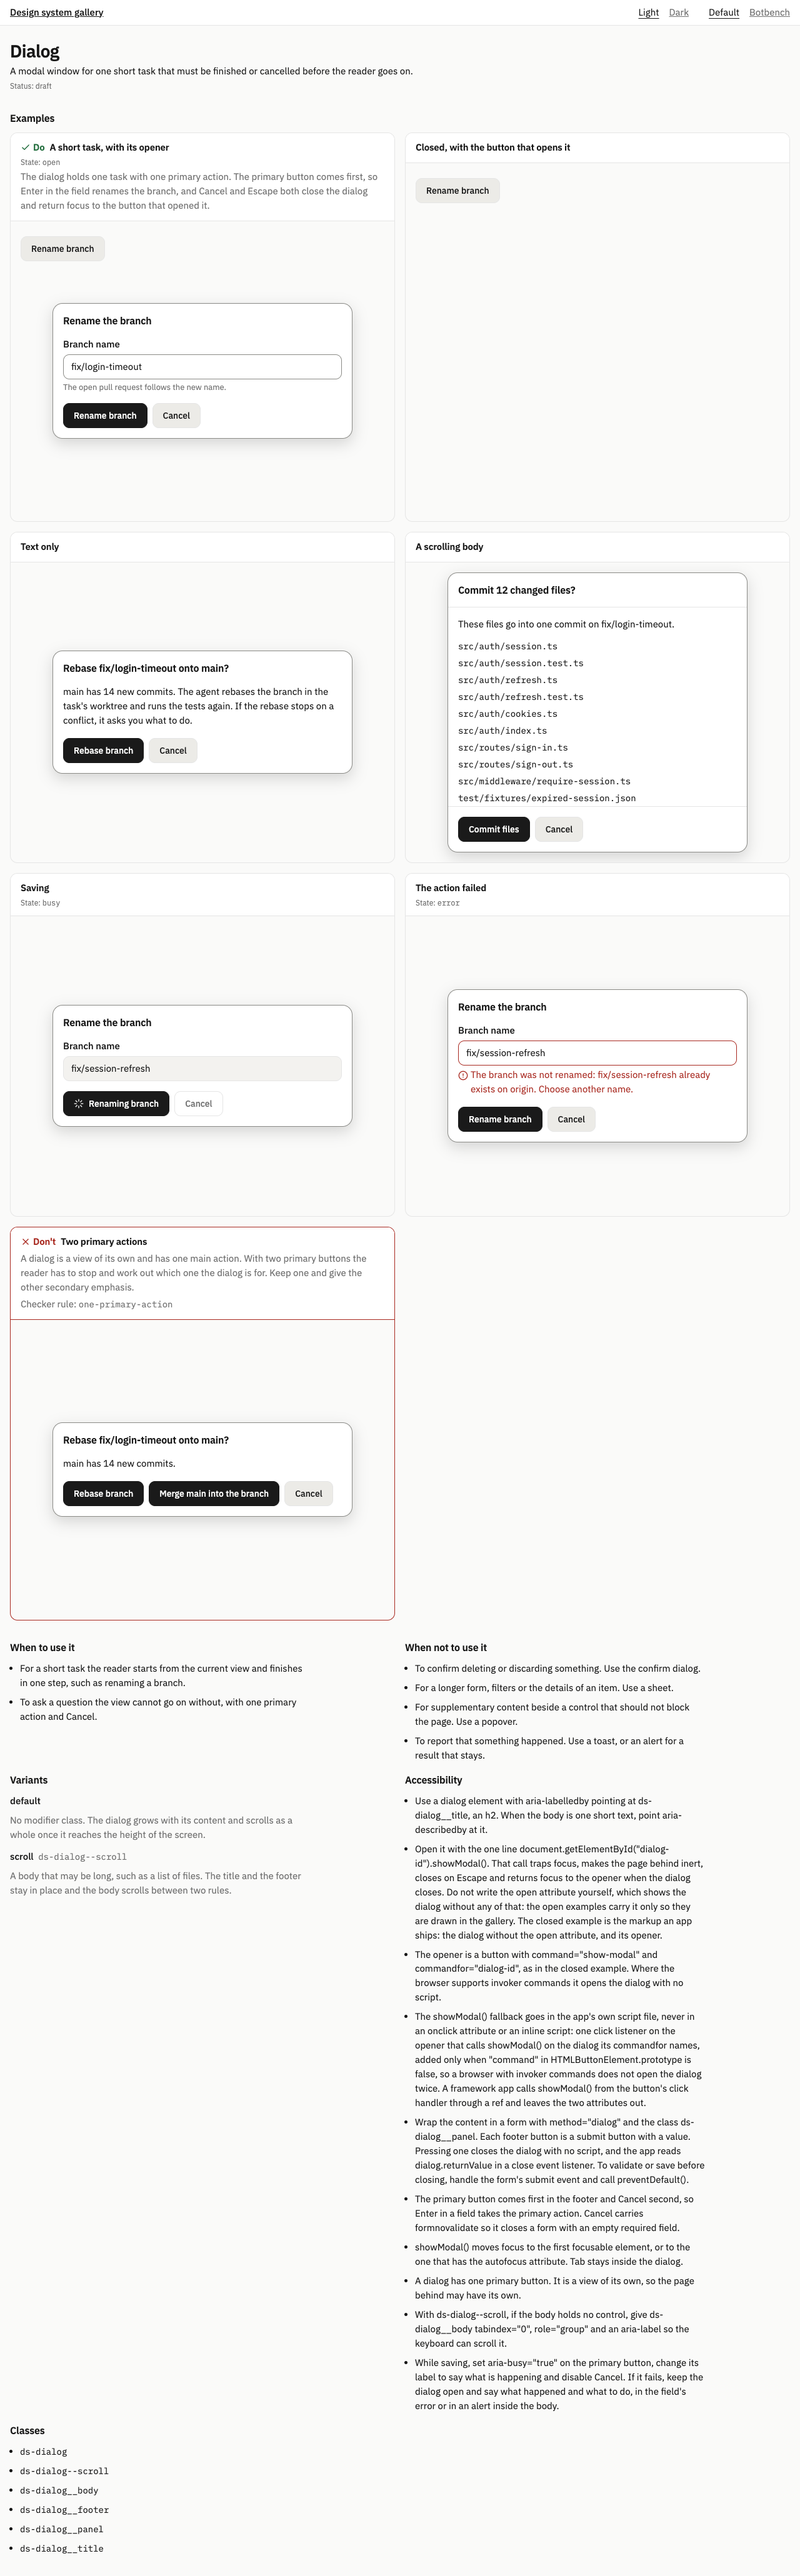 Design system gallery
Light Dark Default Botbench
Dialog
A modal window for one short task that must be finished or cancelled before the reader goes on.
Status: draft
Examples
Do A short task, with its opener
State: open
The dialog holds one task with one primary action. The primary button comes first, so
Enter in the field renames the branch, and Cancel and Escape both close the dialog
and return focus to the button that opened it.
Rename branch
Rename the branch
Branch name
fix/login-timeout
The open pull request follows the new name.
Rename branch Cancel
Closed, with the button that opens it
Rename branch
Text only
Rebase fix/login-timeout onto main?
main has 14 new commits. The agent rebases the branch in the
task's worktree and runs the tests again. If the rebase stops on a
conflict, it asks you what to do.
Rebase branch Cancel
A scrolling body
Commit 12 changed files?
These files go into one commit on fix/login-timeout.
src/auth/session.ts
src/auth/session.test.ts
src/auth/refresh.ts
src/auth/refresh.test.ts
src/auth/cookies.ts
src/auth/index.ts
src/routes/sign-in.ts
src/routes/sign-out.ts
src/middleware/require-session.ts
test/fixtures/expired-session.json
Commit files Cancel
Saving
State: busy
Rename the branch
Branch name
fix/session-refresh
Renaming branch Cancel
The action failed
State: error
Rename the branch
Branch name
fix/session-refresh
The branch was not renamed: fix/session-refresh already
exists on origin. Choose another name.
Rename branch Cancel
Don't Two primary actions
A dialog is a view of its own and has one main action. With two primary buttons the
reader has to stop and work out which one the dialog is for. Keep one and give the
other secondary emphasis.
Checker rule: one-primary-action
Rebase fix/login-timeout onto main?
main has 14 new commits.
Rebase branch Merge main into the branch Cancel
When to use it
For a short task the reader starts from the current view and finishes
in one step, such as renaming a branch.
To ask a question the view cannot go on without, with one primary
action and Cancel.
When not to use it
To confirm deleting or discarding something. Use the confirm dialog.
For a longer form, filters or the details of an item. Use a sheet.
For supplementary content beside a control that should not block
the page. Use a popover.
To report that something happened. Use a toast, or an alert for a
result that stays.
Variants
default
No modifier class. The dialog grows with its content and scrolls as a
whole once it reaches the height of the screen.
scroll ds-dialog--scroll
A body that may be long, such as a list of files. The title and the footer
stay in place and the body scrolls between two rules.
Accessibility
Use a dialog element with aria-labelledby pointing at ds-
dialog__title, an h2. When the body is one short text, point aria-
describedby at it.
Open it with the one line document.getElementById("dialog-
id").showModal(). That call traps focus, makes the page behind inert,
closes on Escape and returns focus to the opener when the dialog
closes. Do not write the open attribute yourself, which shows the
dialog without any of that: the open examples carry it only so they
are drawn in the gallery. The closed example is the markup an app
ships: the dialog without the open attribute, and its opener.
The opener is a button with command="show-modal" and
commandfor="dialog-id", as in the closed example. Where the
browser supports invoker commands it opens the dialog with no
script.
The showModal() fallback goes in the app's own script file, never in
an onclick attribute or an inline script: one click listener on the
opener that calls showModal() on the dialog its commandfor names,
added only when "command" in HTMLButtonElement.prototype is
false, so a browser with invoker commands does not open the dialog
twice. A framework app calls showModal() from the button's click
handler through a ref and leaves the two attributes out.
Wrap the content in a form with method="dialog" and the class ds-
dialog__panel. Each footer button is a submit button with a value.
Pressing one closes the dialog with no script, and the app reads
dialog.returnValue in a close event listener. To validate or save before
closing, handle the form's submit event and call preventDefault().
The primary button comes first in the footer and Cancel second, so
Enter in a field takes the primary action. Cancel carries
formnovalidate so it closes a form with an empty required field.
showModal() moves focus to the first focusable element, or to the
one that has the autofocus attribute. Tab stays inside the dialog.
A dialog has one primary button. It is a view of its own, so the page
behind may have its own.
With ds-dialog--scroll, if the body holds no control, give ds-
dialog__body tabindex="0", role="group" and an aria-label so the
keyboard can scroll it.
While saving, set aria-busy="true" on the primary button, change its
label to say what is happening and disable Cancel. If it fails, keep the
dialog open and say what happened and what to do, in the field's
error or in an alert inside the body.
Classes
ds-dialog
ds-dialog--scroll
ds-dialog__body
ds-dialog__footer
ds-dialog__panel
ds-dialog__title